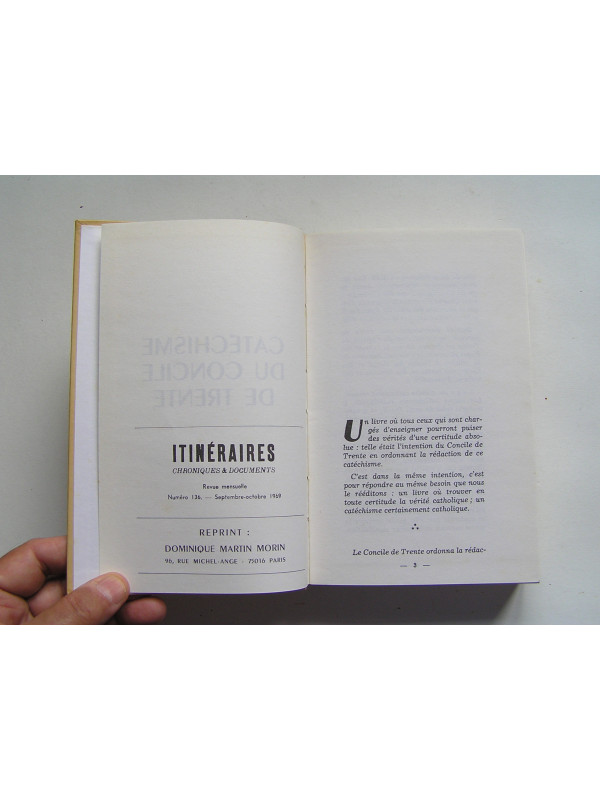 CATÉCHISME
DU CONCILE
DE TRENTE
ITINÉRAIRES
CHRONIQUES & DOCUMENTS
Revue mensuelle
Numéro 136. — Septembre-octobre 1969
REPRINT :
DOMINIQUE MARTIN MORIN
96, RUE MICHEL-ANGE - 75016 PARIS
Un livre où tous ceux qui sont char-
gés d'enseigner pourront puiser
des vérités d'une certitude abso-
lue : telle était l'intention du Concile de
Trente en ordonnant la rédaction de ce
catéchisme.
C'est dans la même intention, c'est
pour répondre au même besoin que nous
le rééditons : un livre où trouver en
toute certitude la vérité catholique ; un
catéchisme certainement catholique.
Le Concile de Trente ordonna la rédac-
— 3 —